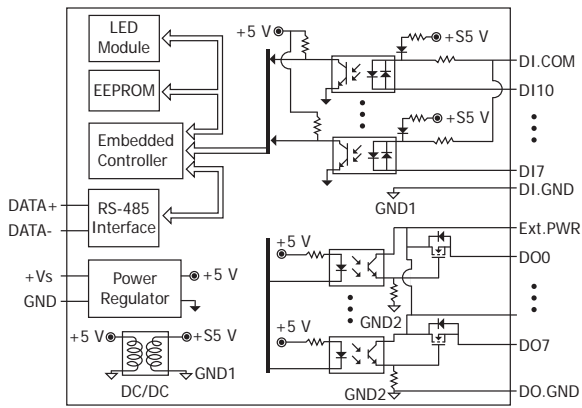 LED
Module
EEPROM
Embedded
Controller
DATA+
DATA-
RS-485
Interface
+Vs
GND
Power
Regulator
+5 V
+5 V
+S5 V
GND1
DC/DC
+5 V
+S5 V
DI.COM
DI10
+S5 V
DI7
DI.GND
GND1
Ext.PWR
+5 V
DO0
GND2
+5 V
DO7
GND2
DO.GND